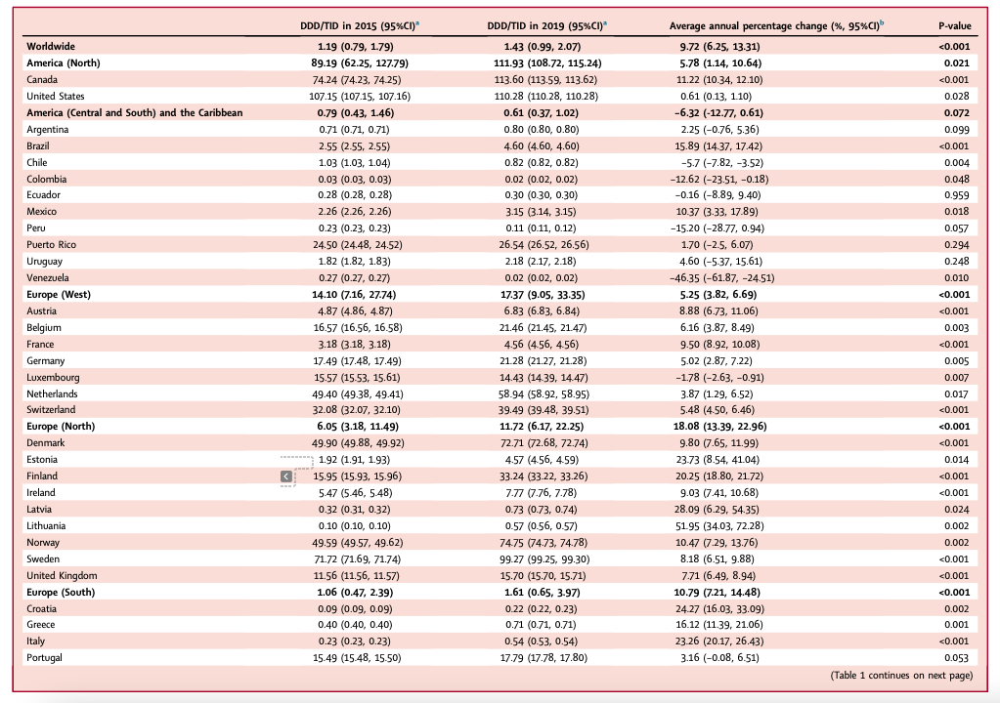 DDD/TID in 2015 (95%CI)a DDD/TID in 2019 (95%CI)a Average annual percentage change (%, 95%CI)b P-value
Worldwide 1.19 (0.79, 1.79) 1.43 (0.99, 2.07) 9.72 (6.25, 13.31) <0.001
America (North) 89.19 (62.25, 127.79) 111.93 (108.72, 115.24) 5.78 (1.14, 10.64) 0.021
Canada 74.24 (74.23, 74.25) 113.60 (113.59, 113.62) 11.22 (10.34, 12.10) <0.001
United States 107.15 (107.15, 107.16) 110.28 (110.28, 110.28) 0.61 (0.13, 1.10) 0.028
America (Central and South) and the Caribbean 0.79 (0.43, 1.46) 0.61 (0.37, 1.02) −6.32 (-12.77, 0.61) 0.072
Argentina 0.71 (0.71, 0.71) 0.80 (0.80, 0.80) 2.25 (−0.76, 5.36) 0.099
Brazil 2.55 (2.55, 2.55) 4.60 (4.60, 4.60) 15.89 (14.37, 17.42) <0.001
Chile 1.03 (1.03, 1.04) 0.82 (0.82, 0.82) −5.7 (−7.82, −3.52) 0.004
Colombia 0.03 (0.03, 0.03) 0.02 (0.02, 0.02) −12.62 (−23.51, −0.18) 0.048
Ecuador 0.28 (0.28, 0.28) 0.30 (0.30, 0.30) −0.16 (−8.89, 9.40) 0.959
Mexico 2.26 (2.26, 2.26) 3.15 (3.14, 3.15) 10.37 (3.33, 17.89) 0.018
Peru 0.23 (0.23, 0.23) 0.11 (0.11, 0.12) −15.20 (−28.77, 0.94) 0.057
Puerto Rico 24.50 (24.48, 24.52) 26.54 (26.52, 26.56) 1.70 (−2.5, 6.07) 0.294
Uruguay 1.82 (1.82, 1.83) 2.18 (2.17, 2.18) 4.60 (−5.37, 15.61) 0.248
Venezuela 0.27 (0.27, 0.27) 0.02 (0.02, 0.02) −46.35 (−61.87, −24.51) 0.010
Europe (West) 14.10 (7.16, 27.74) 17.37 (9.05, 33.35) 5.25 (3.82, 6.69) <0.001
Austria 4.87 (4.86, 4.87) 6.83 (6.83, 6.84) 8.88 (6.73, 11.06) <0.001
Belgium 16.57 (16.56, 16.58) 21.46 (21.45, 21.47) 6.16 (3.87, 8.49) 0.003
France 3.18 (3.18, 3.18) 4.56 (4.56, 4.56) 9.50 (8.92, 10.08) <0.001
Germany 17.49 (17.48, 17.49) 21.28 (21.27, 21.28) 5.02 (2.87, 7.22) 0.005
Luxembourg 15.57 (15.53, 15.61) 14.43 (14.39, 14.47) −1.78 (−2.63, −0.91) 0.007
Netherlands 49.40 (49.38, 49.41) 58.94 (58.92, 58.95) 3.87 (1.29, 6.52) 0.017
Switzerland 32.08 (32.07, 32.10) 39.49 (39.48, 39.51) 5.48 (4.50, 6.46) <0.001
Europe (North) 6.05 (3.18, 11.49) 11.72 (6.17, 22.25) 18.08 (13.39, 22.96) <0.001
Denmark 49.90 (49.88, 49.92) 72.71 (72.68, 72.74) 9.80 (7.65, 11.99) <0.001
Estonia 1.92 (1.91, 1.93) 4.57 (4.56, 4.59) 23.73 (8.54, 41.04) 0.014
Finland 15.95 (15.93, 15.96) 33.24 (33.22, 33.26) 20.25 (18.80, 21.72) <0.001
Ireland 5.47 (5.46, 5.48) 7.77 (7.76, 7.78) 9.03 (7.41, 10.68) <0.001
Latvia 0.32 (0.31, 0.32) 0.73 (0.73, 0.74) 28.09 (6.29, 54.35) 0.024
Lithuania 0.10 (0.10, 0.10) 0.57 (0.56, 0.57) 51.95 (34.03, 72.28) 0.002
Norway 49.59 (49.57, 49.62) 74.75 (74.73, 74.78) 10.47 (7.29, 13.76) 0.002
Sweden 71.72 (71.69, 71.74) 99.27 (99.25, 99.30) 8.18 (6.51, 9.88) <0.001
United Kingdom 11.56 (11.56, 11.57) 15.70 (15.70, 15.71) 7.71 (6.49, 8.94) <0.001
Europe (South) 1.06 (0.47, 2.39) 1.61 (0.65, 3.97) 10.79 (7.21, 14.48) <0.001
Croatia 0.09 (0.09, 0.09) 0.22 (0.22, 0.23) 24.27 (16.03, 33.09) 0.002
Greece 0.40 (0.40, 0.40) 0.71 (0.71, 0.71) 16.12 (11.39, 21.06) 0.001
Italy 0.23 (0.23, 0.23) 0.54 (0.53, 0.54) 23.26 (20.17, 26.43) <0.001
Portugal 15.49 (15.48, 15.50) 17.79 (17.78, 17.80) 3.16 (−0.08, 6.51) 0.053
(Table 1 continues on next page)